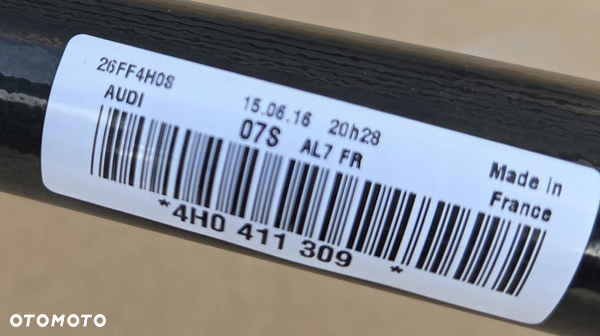 26FF4H08
AUDI
15.06.16 20h28
07S AL7 FR
Made In
France
*4H0 411 309 *
OTOMOTO